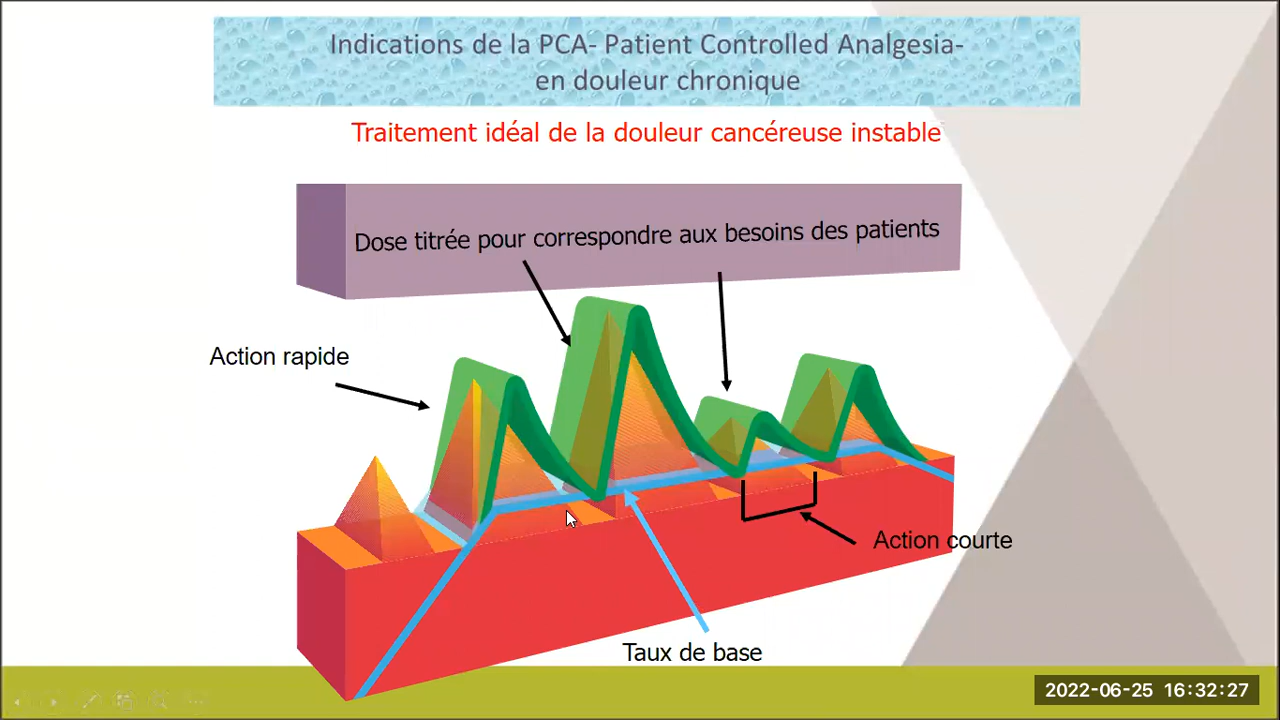 Indications de la PCA- Patient Controlled Analgesia-
en douleur chronique
Traitement idéal de la douleur cancéreuse instable
Dose titrée pour correspondre aux besoins des patients
Action rapide
Action courte
Taux de base
2022-06-25 16:32:27